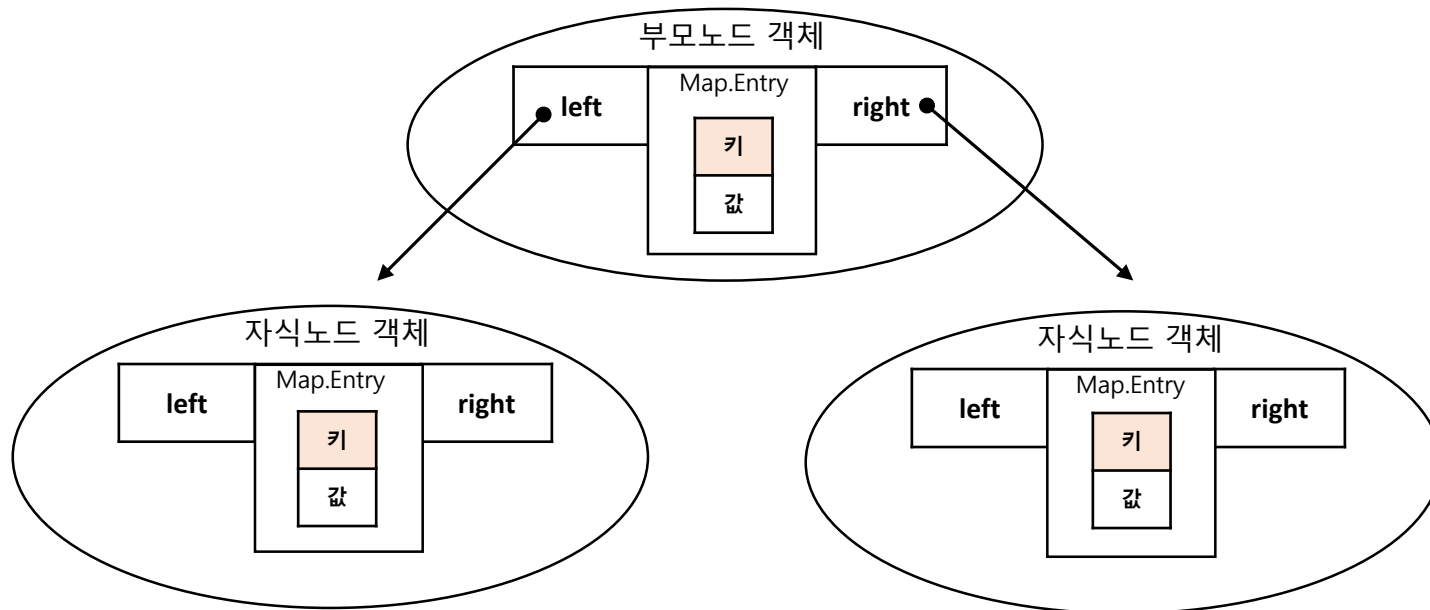 부모노드 객체
left
Map.Entry
right
키
값
자식노드 객체
left
Map.Entry
right
키
값
자식노드 객체
left
Map.Entry
right
키
값